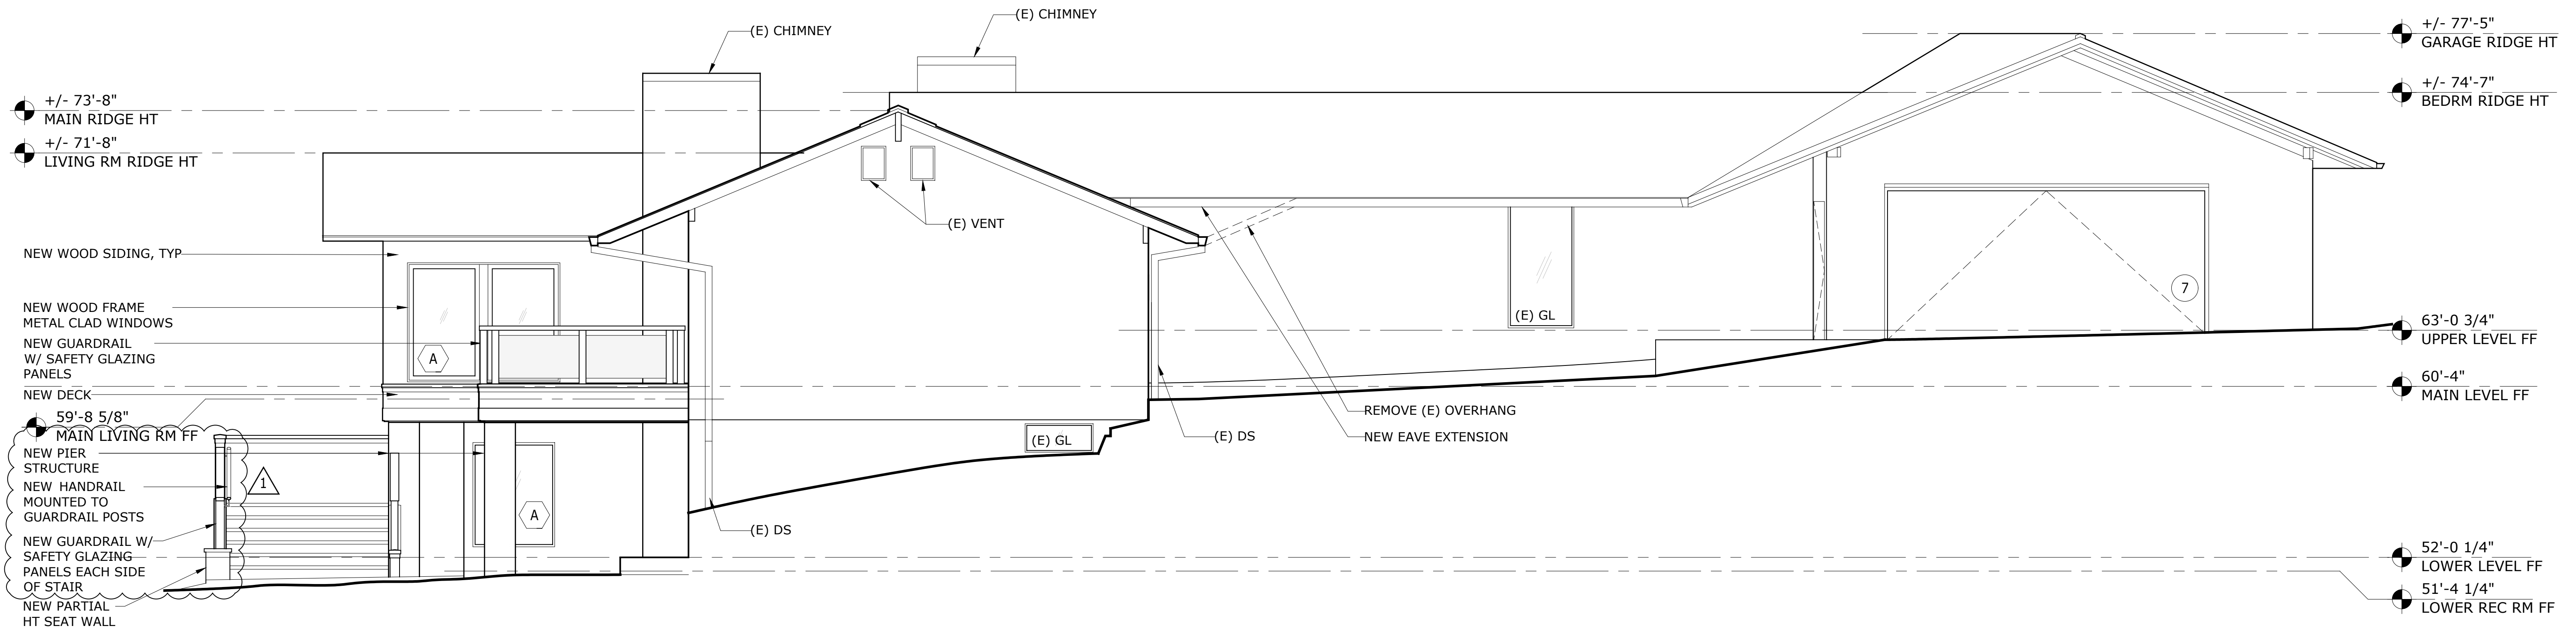 (E) CHIMNEY
(E) CHIMNEY
+/- 77'-5"
GARAGE RIDGE HT
+/- 74'-7"
BEDRM RIDGE HT
+/- 73'-8"
MAIN RIDGE HT
+/- 71'-8"
LIVING RM RIDGE HT
(E) VENT
NEW WOOD SIDING, TYP
NEW WOOD FRAME
METAL CLAD WINDOWS
NEW GUARDRAIL
W/ SAFETY GLAZING
PANELS
NEW DECK
59'-8 5/8"
MAIN LIVING RM FF
NEW PIER
STRUCTURE
NEW HANDRAIL
MOUNTED TO
GUARDRAIL POSTS
NEW GUARDRAIL W/
SAFETY GLAZING
PANELS EACH SIDE
OF STAIR
NEW PARTIAL
HT SEAT WALL
1
A
A
(E) DS
(E) GL
(E) DS
(E) GL
REMOVE (E) OVERHANG
NEW EAVE EXTENSION
7
63'-0 3/4"
UPPER LEVEL FF
60'-4"
MAIN LEVEL FF
52'-0 1/4"
LOWER LEVEL FF
51'-4 1/4"
LOWER REC RM FF